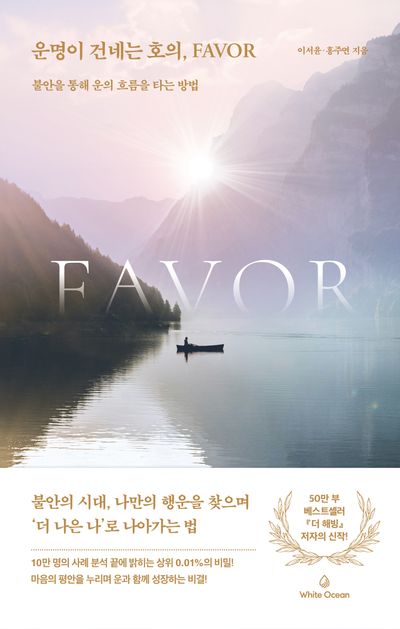 운명이 건네는 호의, FAVOR
이서윤·홍주연 지음
불안을 통해 운의 흐름을 타는 방법
FAVOR
불안의 시대, 나만의 행운을 찾으며
‘더 나은 나’로 나아가는 법
10만 명의 사례 분석 끝에 밝히는 상위 0.01%의 비밀!
마음의 평안을 누리며 운과 함께 성장하는 비결!
50만 부
베스트셀러
『더 해빙』
저자의 신작!
White Ocean